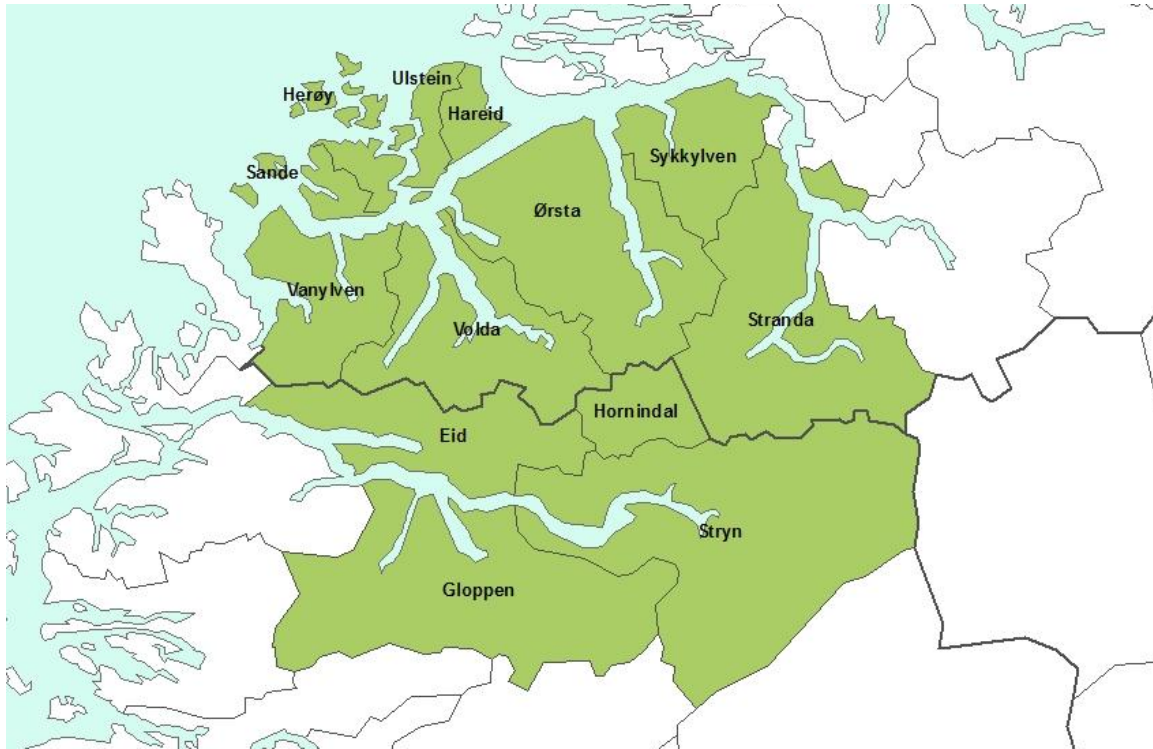 Ulstein
Herøy
Hareid
Sykkylven
Sande
Ørsta
Vanylven
Stranda
Volda
Hornindal
Eid
Stryn
Gloppen